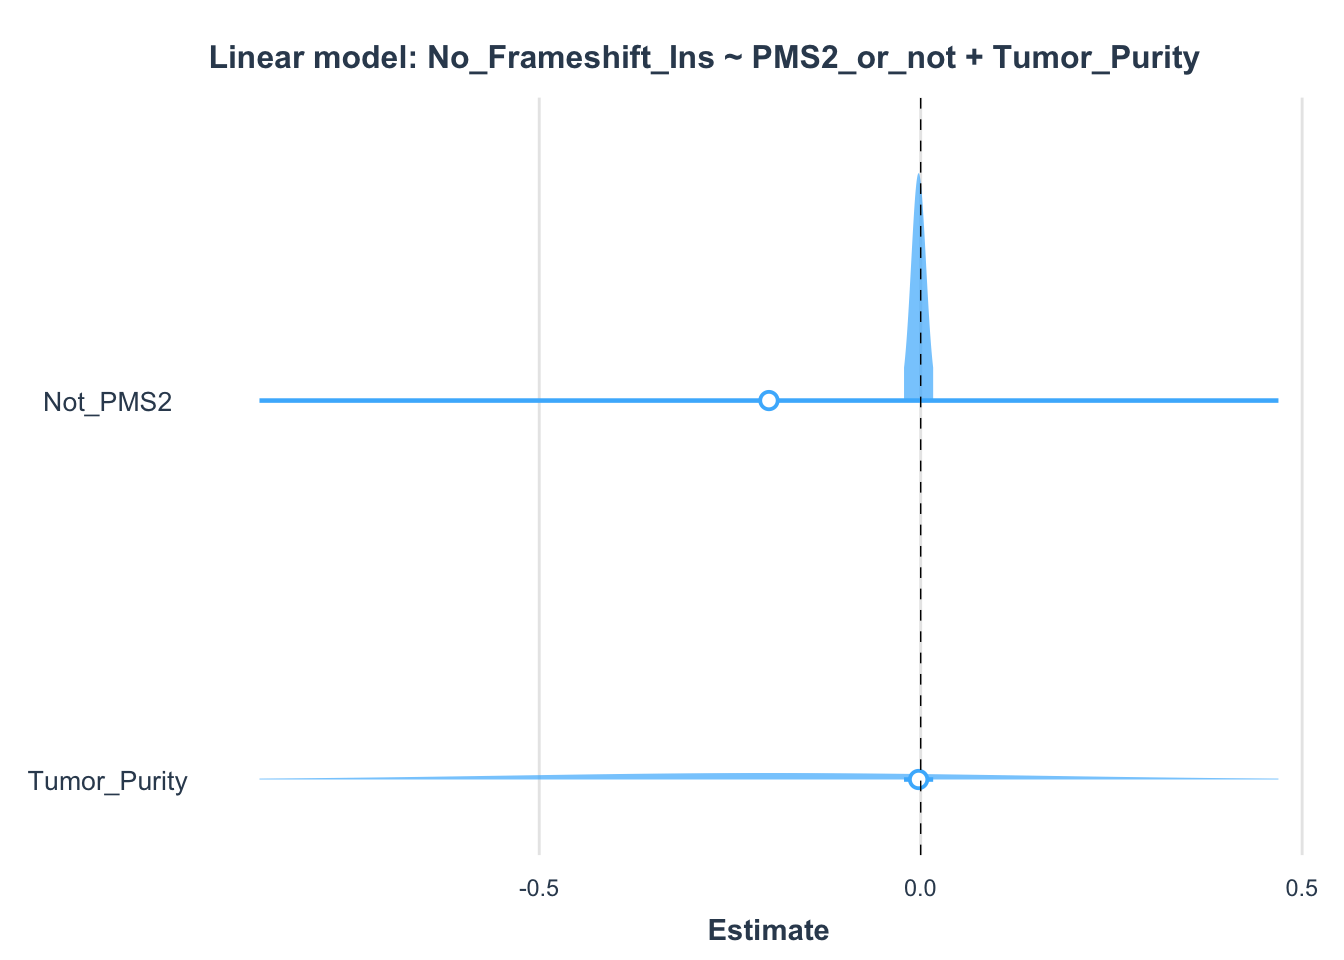 Linear model: No_Frameshift_Ins ~ PMS2_or_not + Tumor_Purity
Not_PMS2
Tumor_Purity
-0.5
0.0
0.5
Estimate